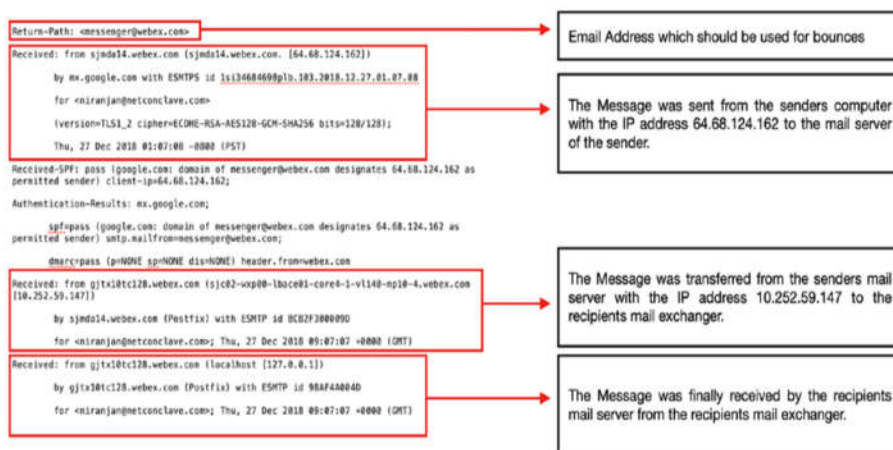 Return-Path: <messenger@webex.com>
Email Address which should be used for bounces
Received: from sjmda14.webex.com (sjmda14.webex.com. [64.68.124.162])
by mx.google.com with ESMTPS id 1si34684698plb.103.2018.12.27.01.07.08
for <niranjan@netconclave.com>
(version=TLS1_2 cipher=ECDHE-RSA-AES128-GCM-SHA256 bits=128/128);
Thu, 27 Dec 2018 01:07:08 -0800 (PST)
The Message was sent from the senders computer
with the IP address 64.68.124.162 to the mail server
of the sender.
Received-SPF: pass (google.com: domain of messenger@webex.com designates 64.68.124.162 as
permitted sender) client-ip=64.68.124.162;
Authentication-Results: mx.google.com;
spf=pass (google.com: domain of messenger@webex.com designates 64.68.124.162 as
permitted sender) smtp.mailfrom=messenger@webex.com;
dmarc=pass (p=NONE sp=NONE dis=NONE) header.from=webex.com
Received: from gjtx10tc128.webex.com (sjc02-wxp00-lbace01-core4-1-vl140-np10-4.webex.com
[10.252.59.147])
by sjmda14.webex.com (Postfix) with ESMTP id
for <niranjan@netconclave.com>; Thu, 27 Dec 2018 09:07:07 +0000 (GMT)
The Message was transferred from the senders mail
server with the IP address 10.252.59.147 to the
recipients mail exchanger.
Received: from gjtx10tc128.webex.com (localhost [127.0.0.1])
by gjtx10tc128.webex.com (Postfix) with ESMTP id 98AF4A004D
for <niranjan@netconclave.com>; Thu, 27 Dec 2018 09:07:07 +0000 (GMT)
The Message was finally received by the recipients
mail server from the recipients mail exchanger.